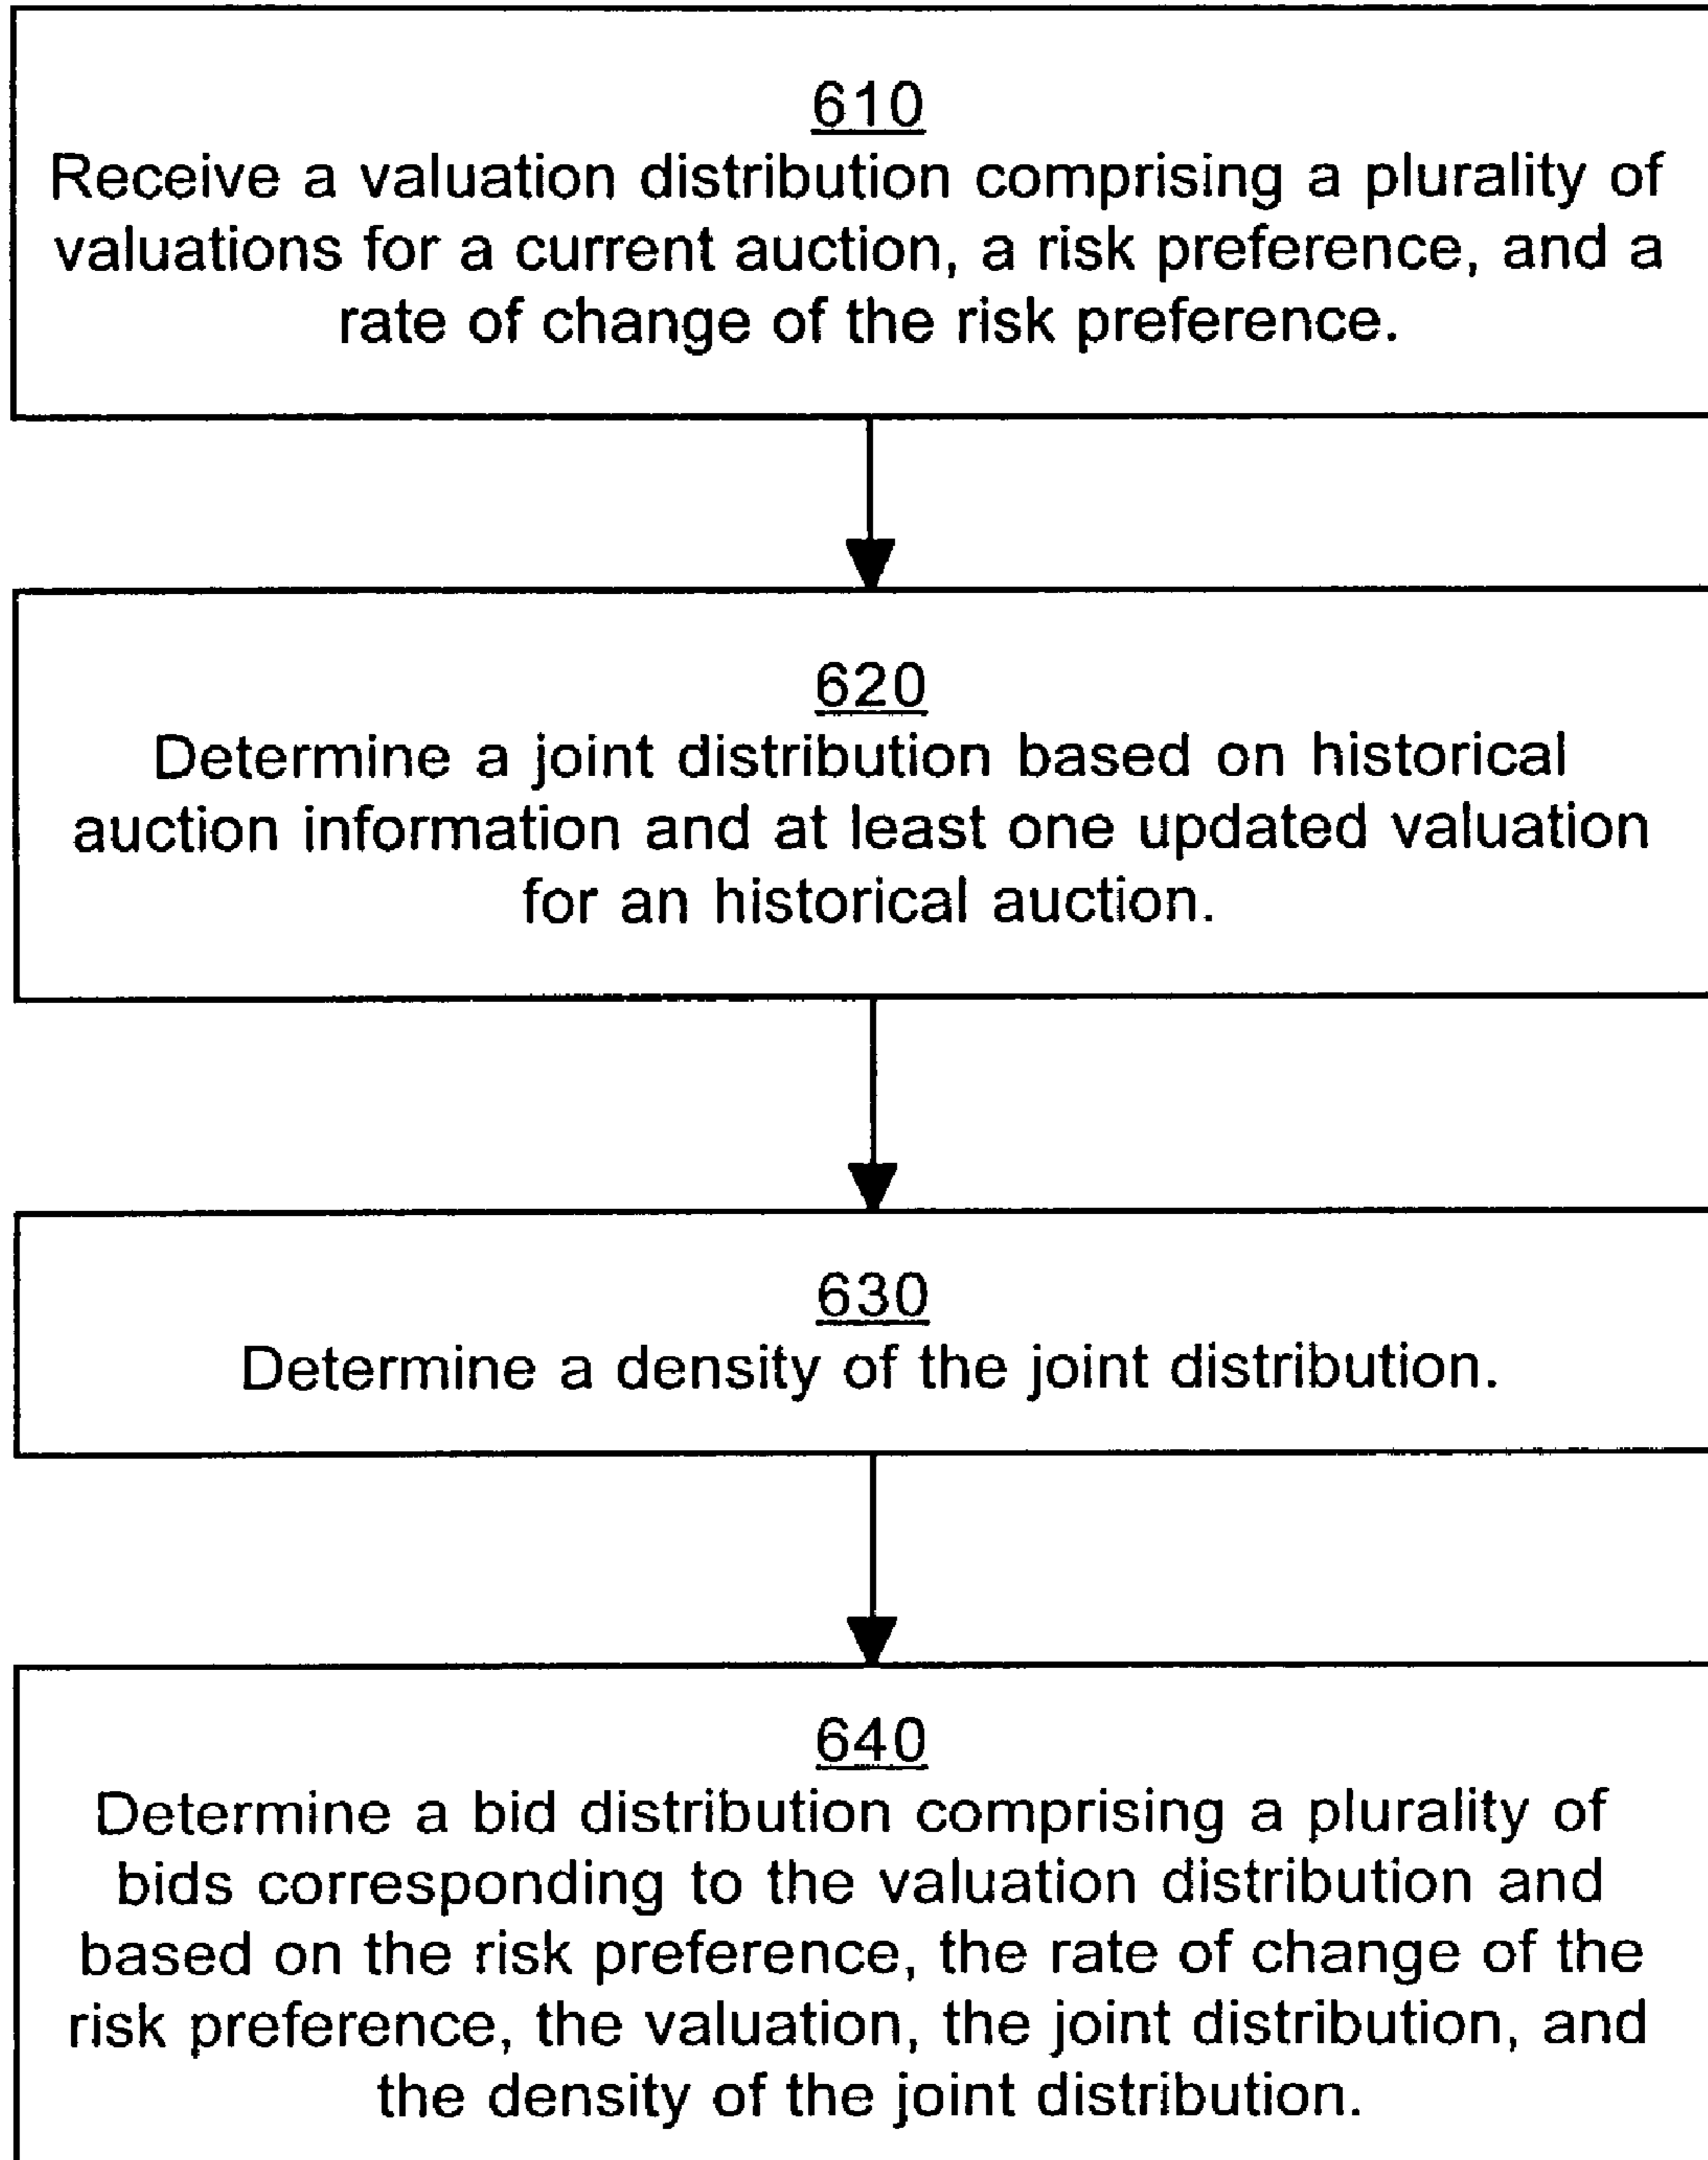 610
Receive a valuation distribution comprising a plurality of
valuations for a current auction, a risk preference, and a
rate of change of the risk preference.
620
Determine a joint distribution based on historical
auction information and at least one updated valuation
for an historical auction.
630
Determine a density of the joint distribution.
640
Determine a bid distribution comprising a plurality of
bids corresponding to the valuation distribution and
based on the risk preference, the rate of change of the
risk preference, the valuation, the joint distribution, and
the density of the joint distribution.